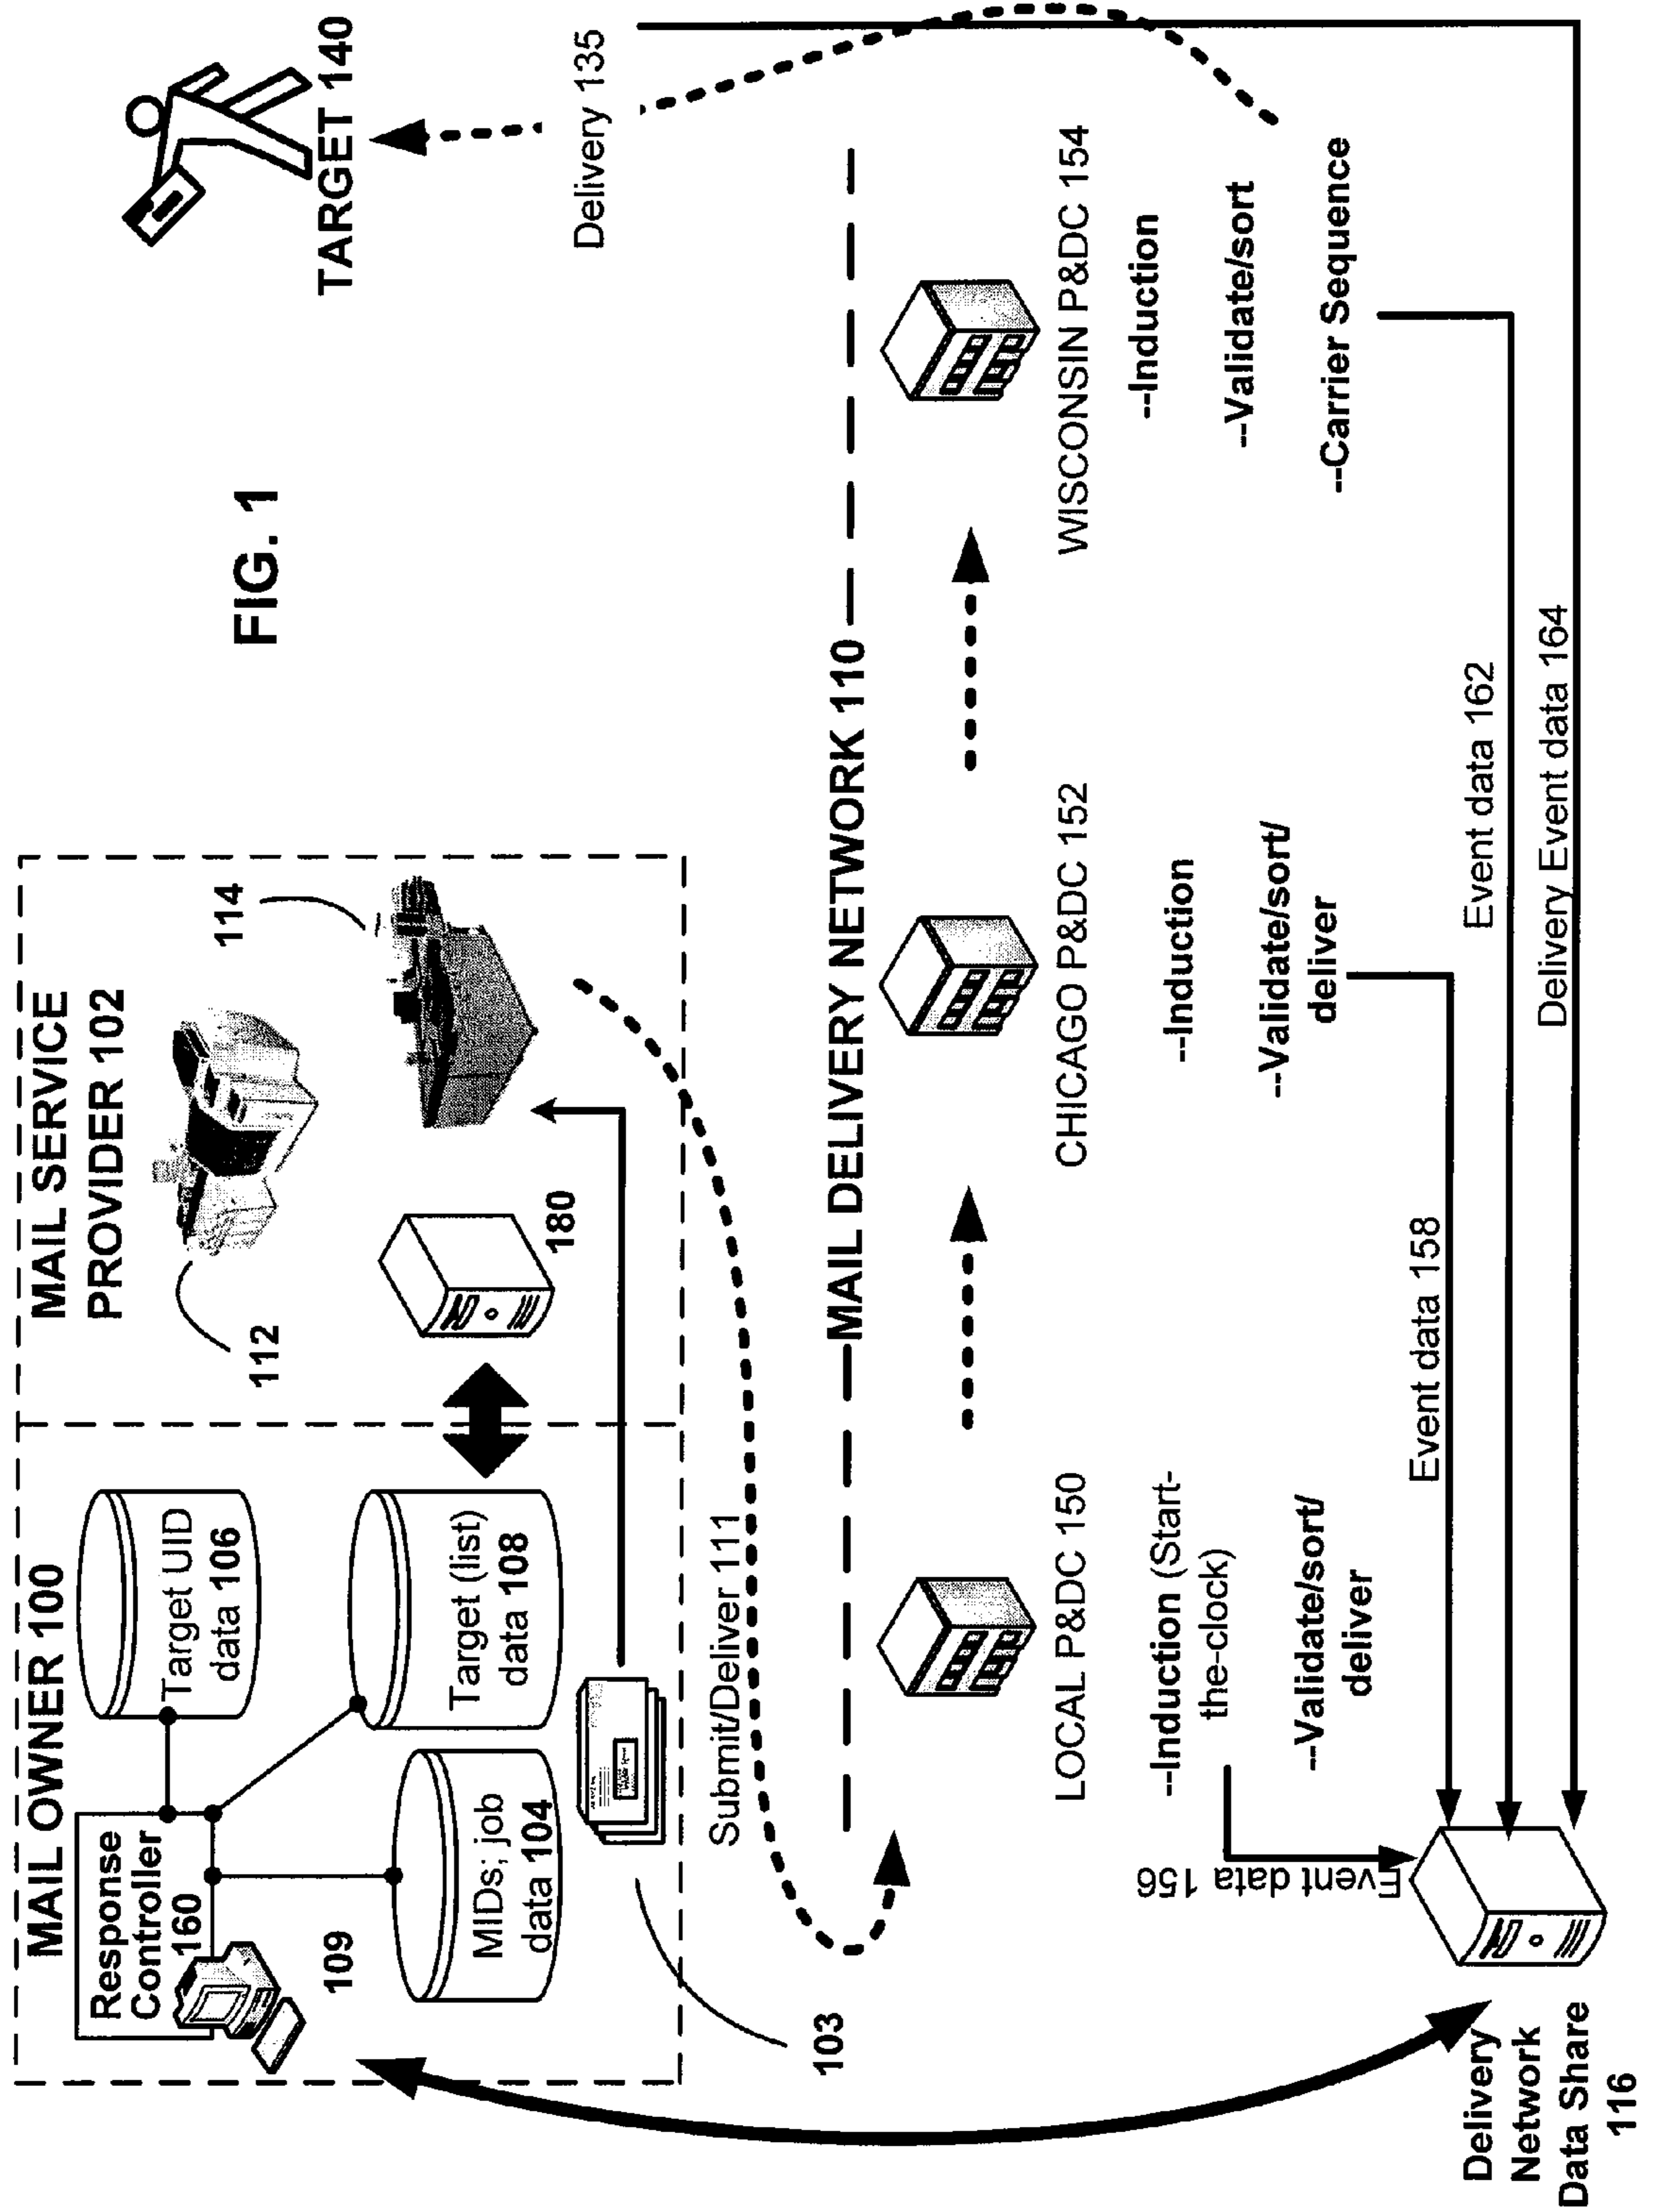 FIG. 1
MAIL OWNER 100
Response
Controller
160
109
Target UID
data 106
Target (list)
data 108
MIDs; job
data 104
103
MAIL SERVICE
PROVIDER 102
112
114
180
Submit/Deliver 111
TARGET 140
Delivery 135
MAIL DELIVERY NETWORK 110
LOCAL P&DC 150
--Induction (Start-
the-clock)
--Validate/sort/
deliver
CHICAGO P&DC 152
--Induction
--Validate/sort/
deliver
WISCONSIN P&DC 154
--Induction
--Validate/sort
--Carrier Sequence
Event data 156
Event data 158
Event data 162
Delivery Event data 164
Delivery
Network
Data Share
116